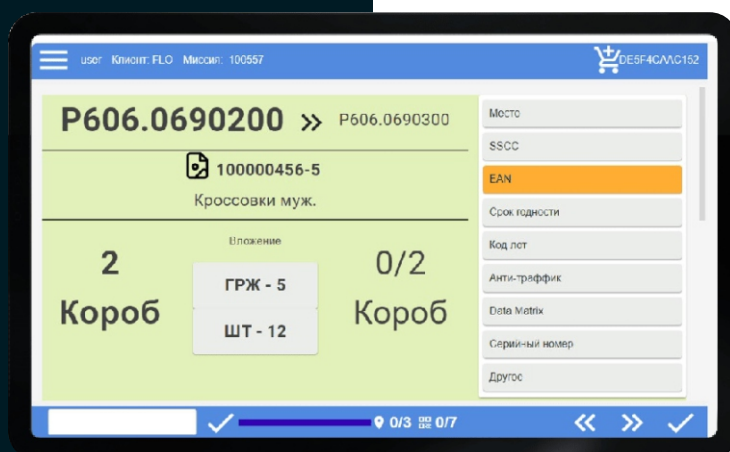 user Клиент: FLO Миссия: 100557
P606.0690200 » P606.0690300
100000456-5
Кроссовки муж.
2
Короб
Вложение
ГРЖ - 5
ШТ - 12
0/2
Короб
Место
SSCC
EAN
Срок годности
Код лот
Анти-траффик
Data Matrix
Серийный номер
Другое
0/3 0/7